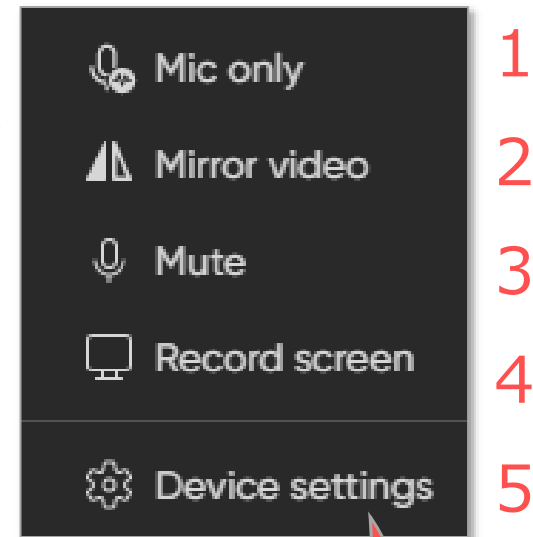 Mic only 1
Mirror video 2
Mute 3
Record screen 4
Device settings 5